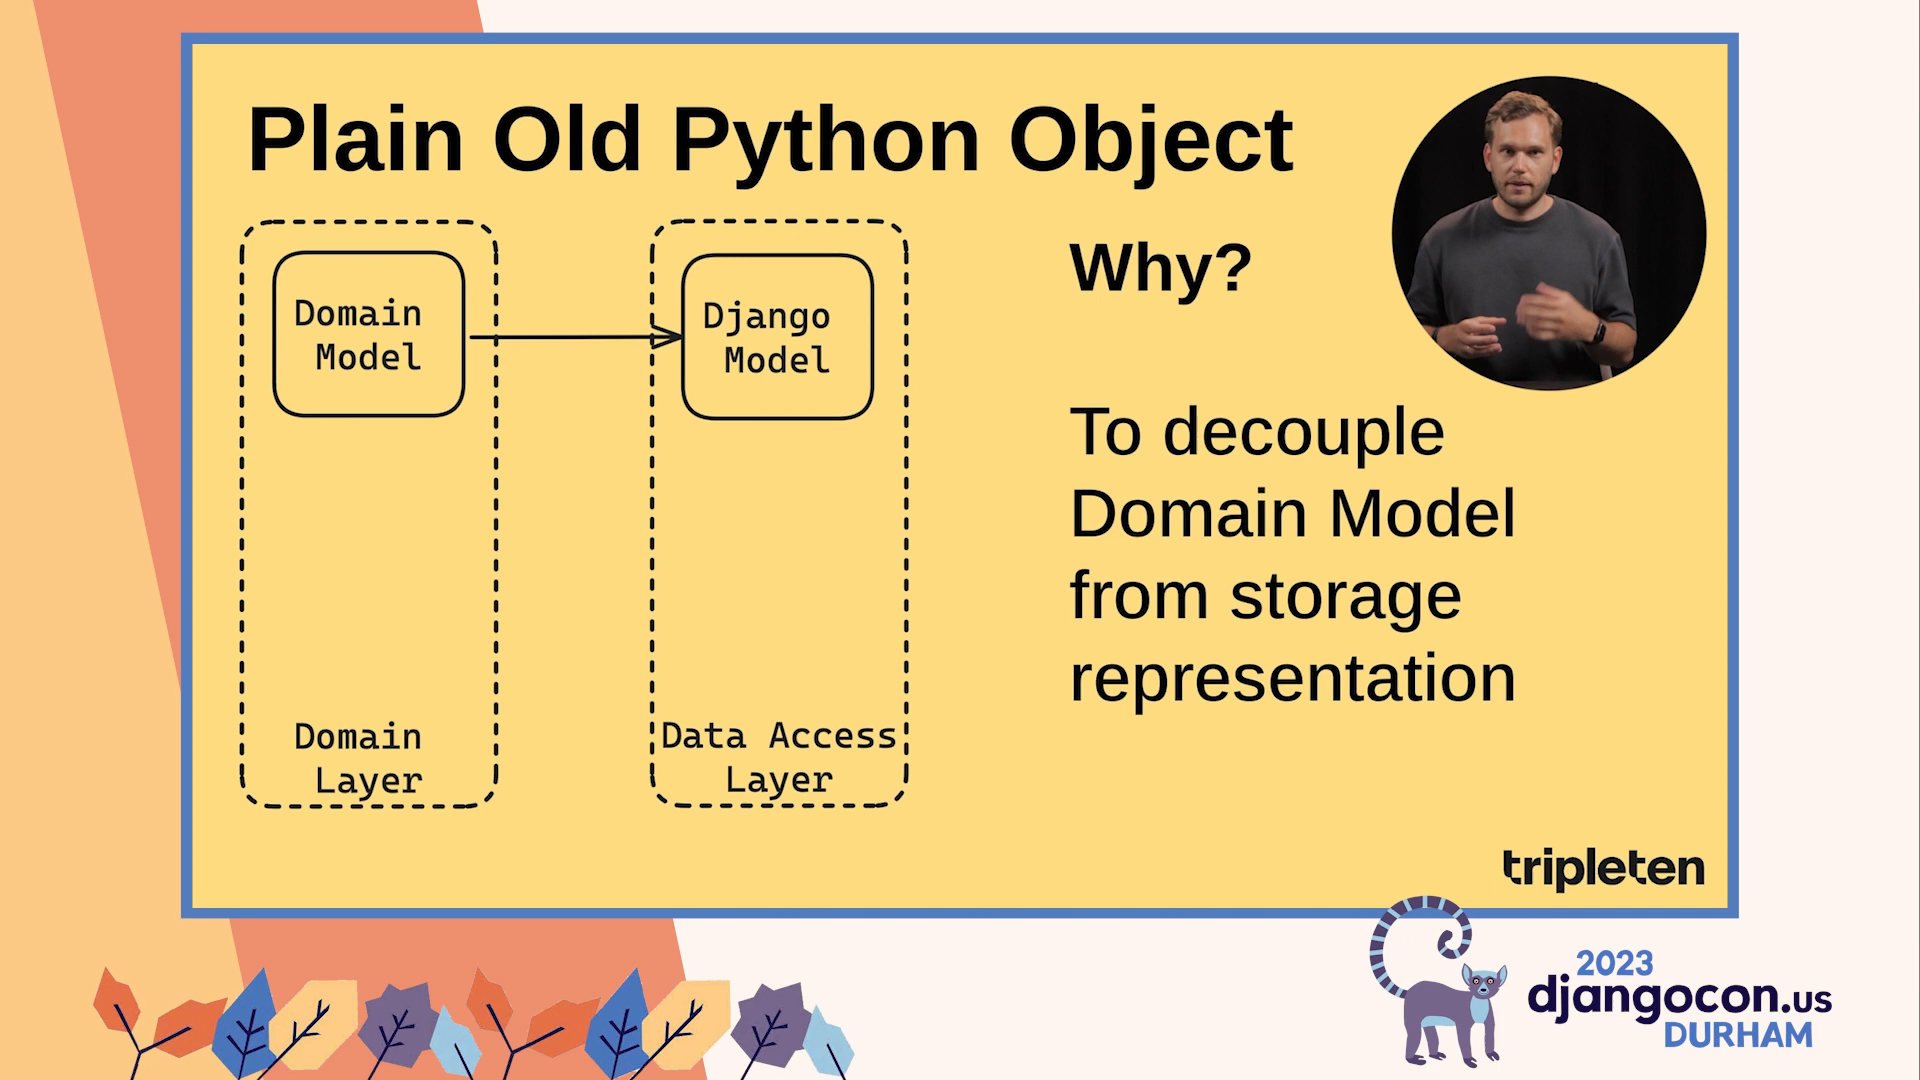 Plain Old Python Object
Domain
Model
Django
Model
Domain
Layer
Data Access
Layer
Why?
To decouple
Domain Model
from storage
representation
tripleten
2023
djangocon.us
DURHAM